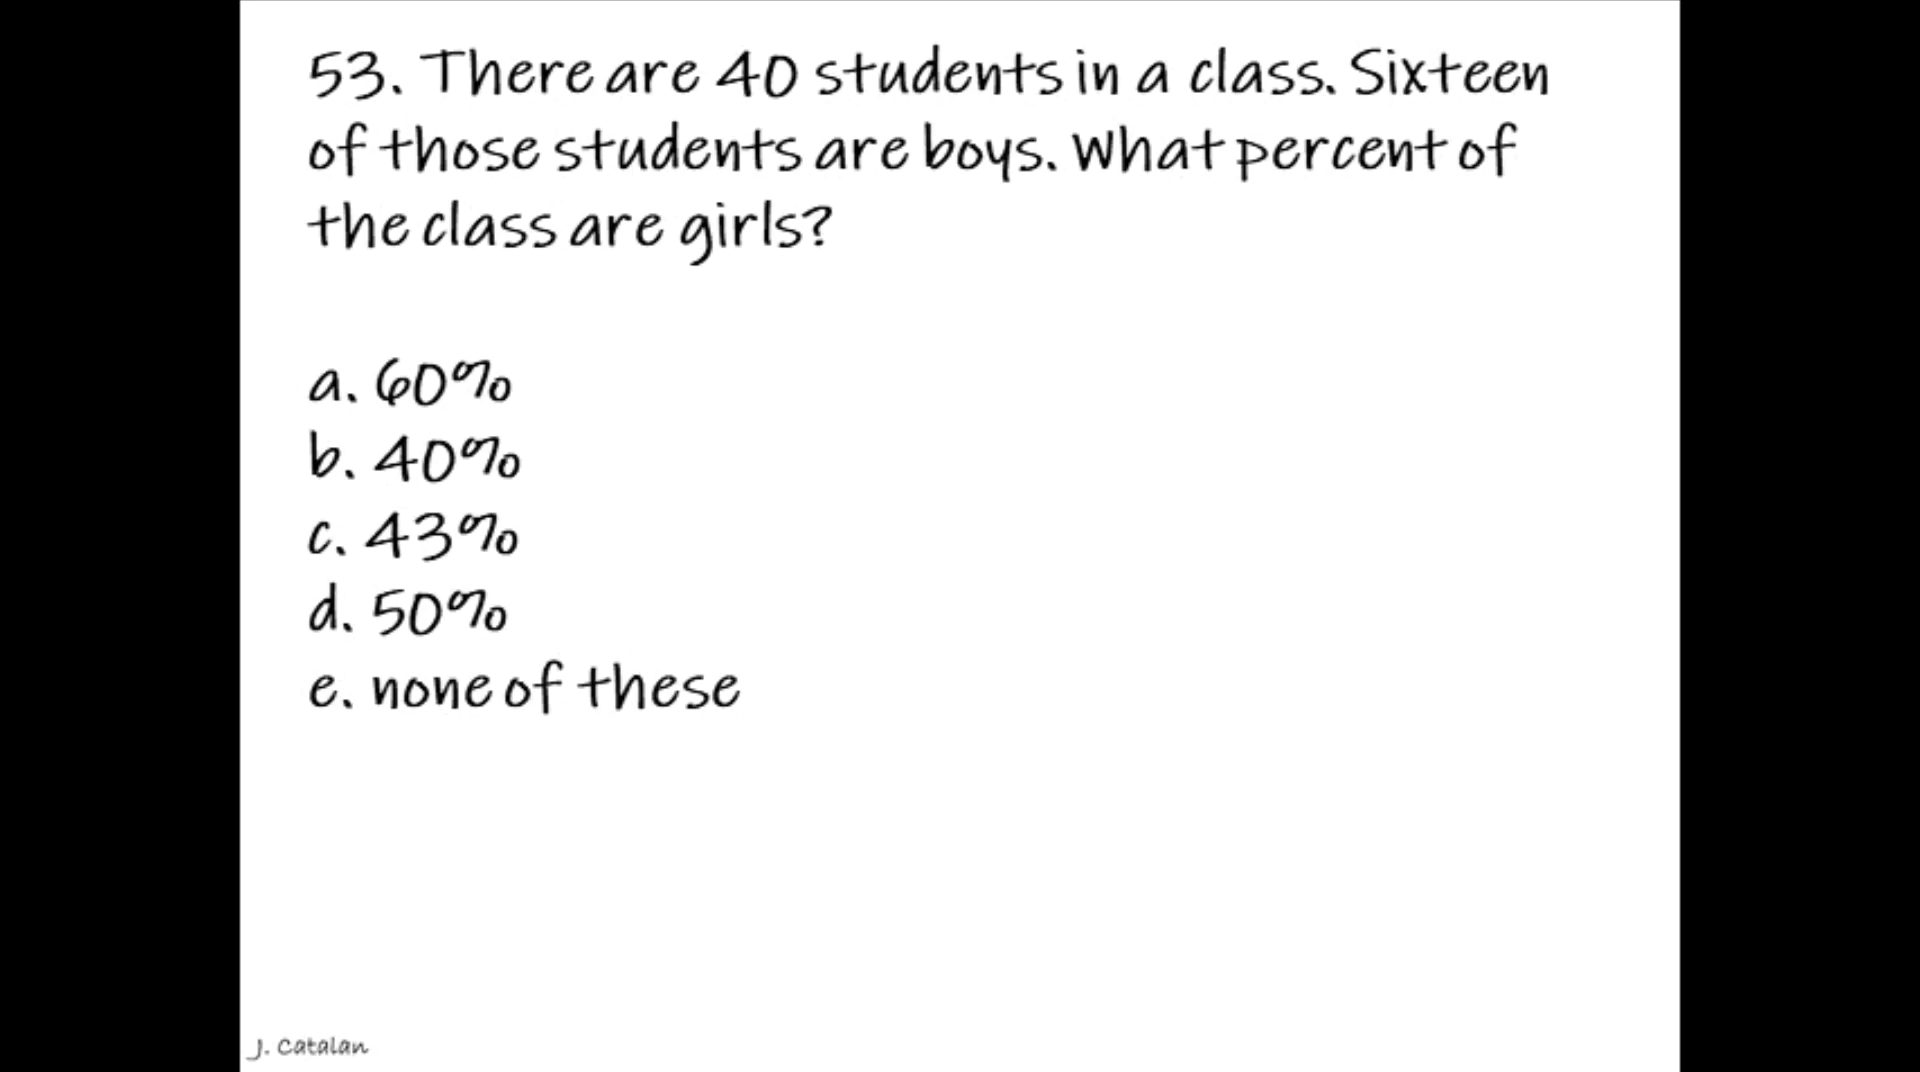 53. There are 40 students in a class. Sixteen
of those students are boys. What percent of
the class are girls?
a. 60%
b. 40%
c. 43%
d. 50%
e. none of these
J. Catalan